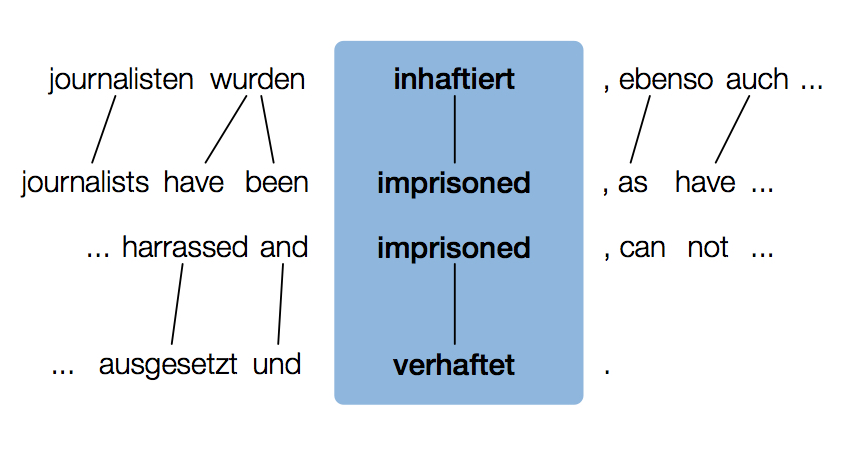 journalisten wurden inhaftiert , ebenso auch ...
journalists have been imprisoned , as have ...
... harrassed and imprisoned , can not ...
... ausgesetzt und verhaftet .